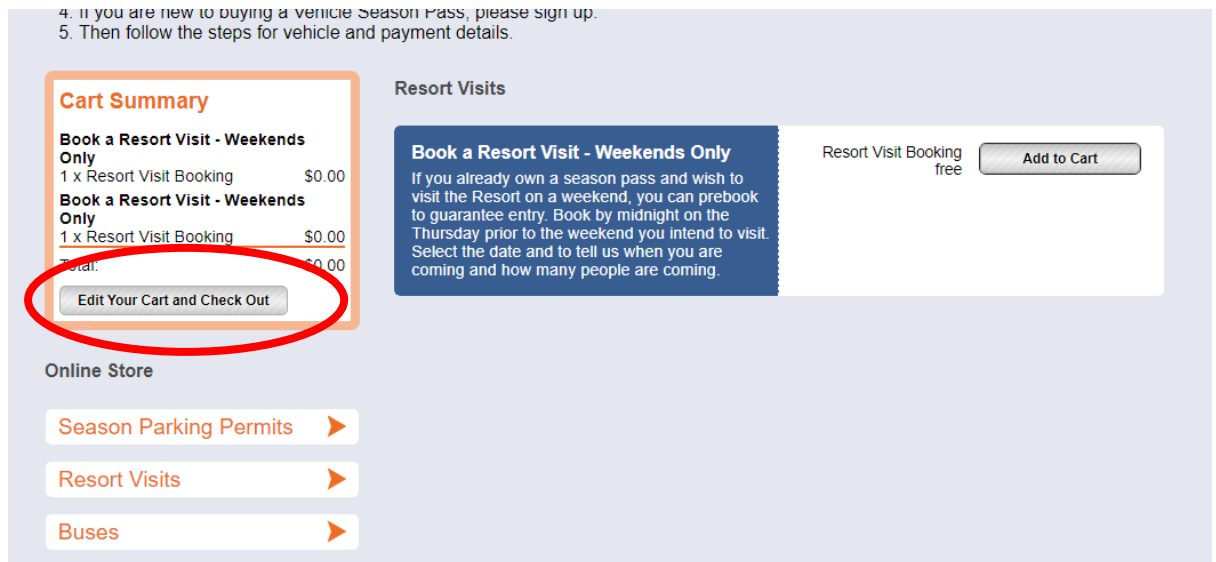 4. If you are new to buying a Vehicle Season Pass, please sign up.
5. Then follow the steps for vehicle and payment details.
Cart Summary
Book a Resort Visit - Weekends
Only
1 x Resort Visit Booking $0.00
Book a Resort Visit - Weekends
Only
1 x Resort Visit Booking $0.00
Total: $0.00
Edit Your Cart and Check Out
Online Store
Season Parking Permits
Resort Visits
Buses
Resort Visits
Book a Resort Visit - Weekends Only
If you already own a season pass and wish to
visit the Resort on a weekend, you can prebook
to guarantee entry. Book by midnight on the
Thursday prior to the weekend you intend to visit.
Select the date and to tell us when you are
coming and how many people are coming.
Resort Visit Booking
free
Add to Cart